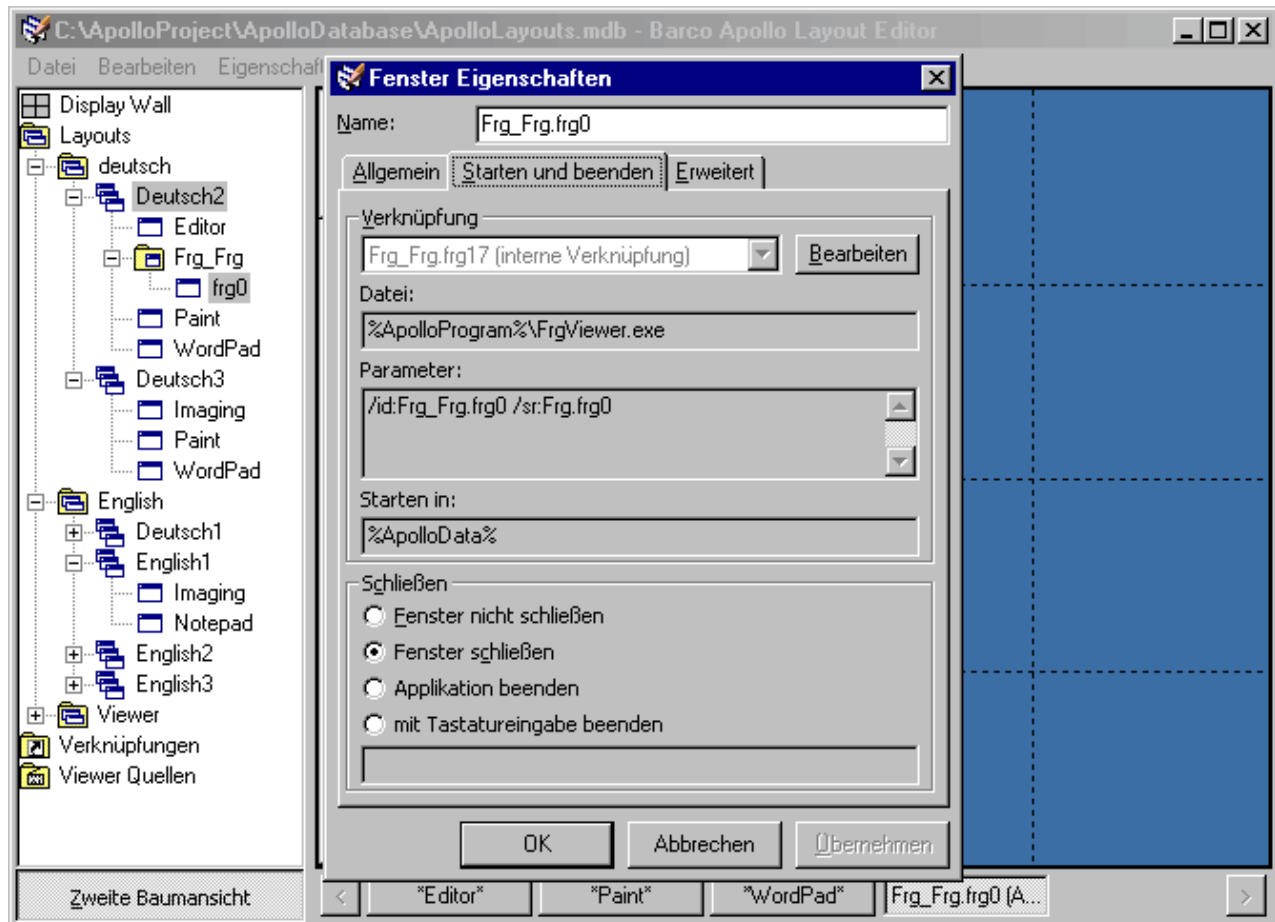 C:\ApolloProject\ApolloDatabase\ApolloLayouts.mdb - Barco Apollo Layout Editor
Datei Bearbeiten Eigenschaf
Display Wall
Layouts
deutsch
Deutsch2
Editor
Frg_Frg
frg0
Paint
WordPad
Deutsch3
Imaging
Paint
WordPad
English
Deutsch1
English1
Imaging
Notepad
English2
English3
Viewer
Verknüpfungen
Viewer Quellen
Zweite Baumansicht
Fenster Eigenschaften
Name: Frg_Frg.frg0
Allgemein Starten und beenden Erweitert
Verknüpfung
Frg_Frg.frg17 (interne Verknüpfung) Bearbeiten
Datei:
%ApolloProgram%\FrgViewer.exe
Parameter:
/id:Frg_Frg.frg0 /sr:Frg.frg0
Starten in:
%ApolloData%
Schließen
Fenster nicht schließen
Fenster schließen
Applikation beenden
mit Tastatureingabe beenden
OK Abbrechen Übernehmen
< "Editor" "Paint" "WordPad" Frg_Frg.frg0 (A... >